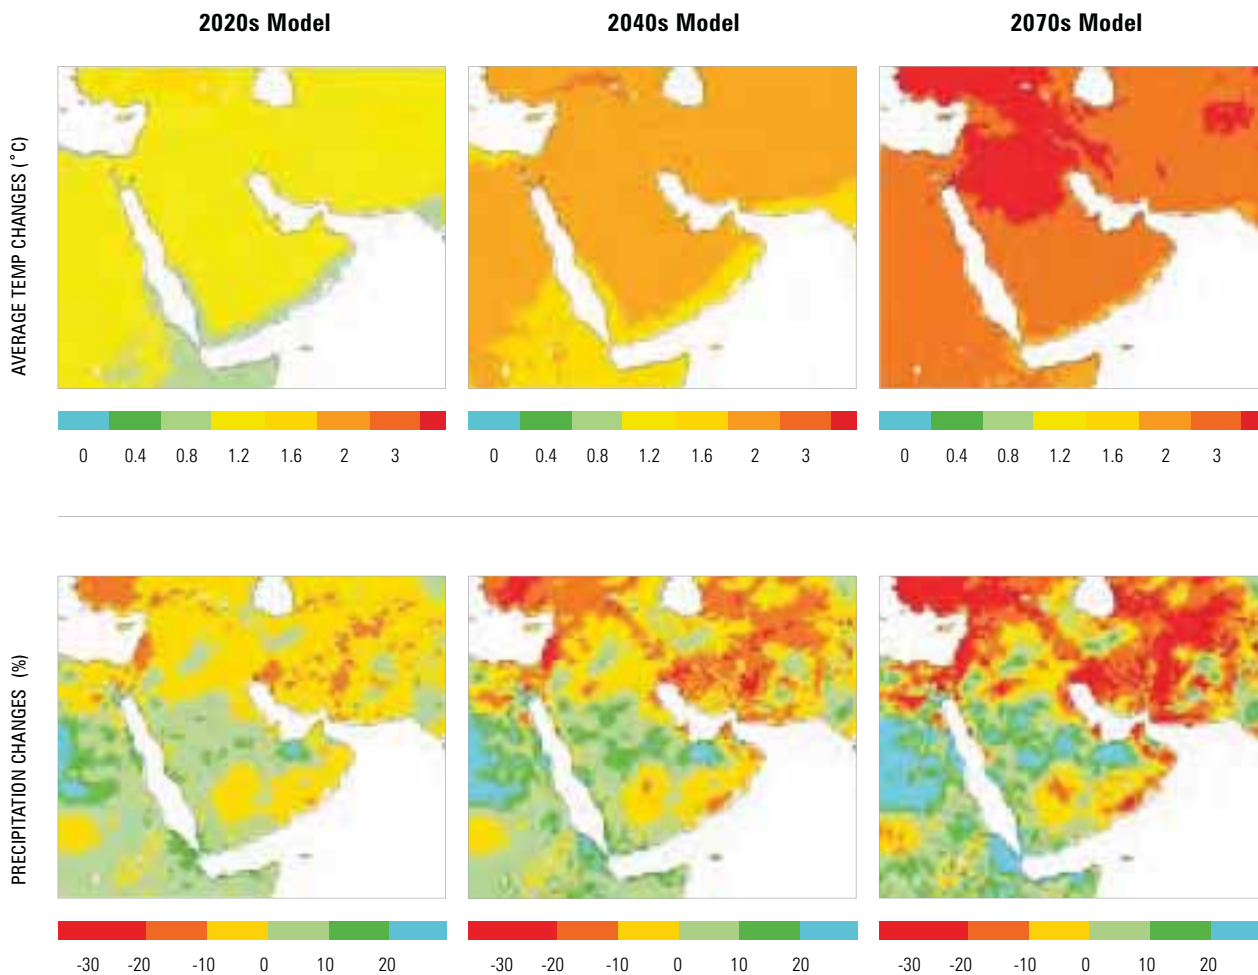 2020s Model 2040s Model 2070s Model
AVERAGE TEMP CHANGES (°C)
0 0.4 0.8 1.2 1.6 2 3 0 0.4 0.8 1.2 1.6 2 3 0 0.4 0.8 1.2 1.6 2 3
PRECIPITATION CHANGES (%)
-30 -20 -10 0 10 20 -30 -20 -10 0 10 20 -30 -20 -10 0 10 20